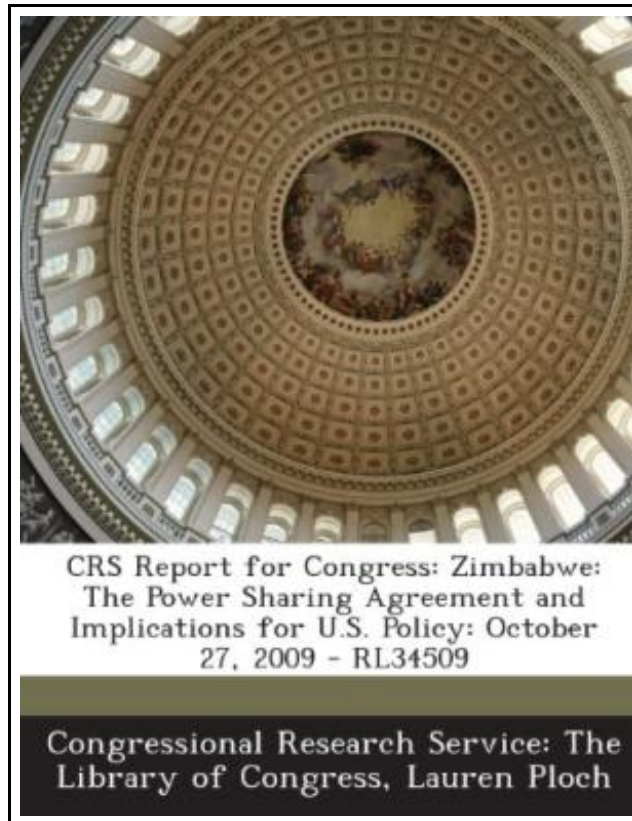 CRS Report for Congress: Zimbabwe:
The Power Sharing Agreement and
Implications for U.S. Policy: October
27, 2009 - RL34509
Congressional Research Service: The
Library of Congress, Lauren Ploch